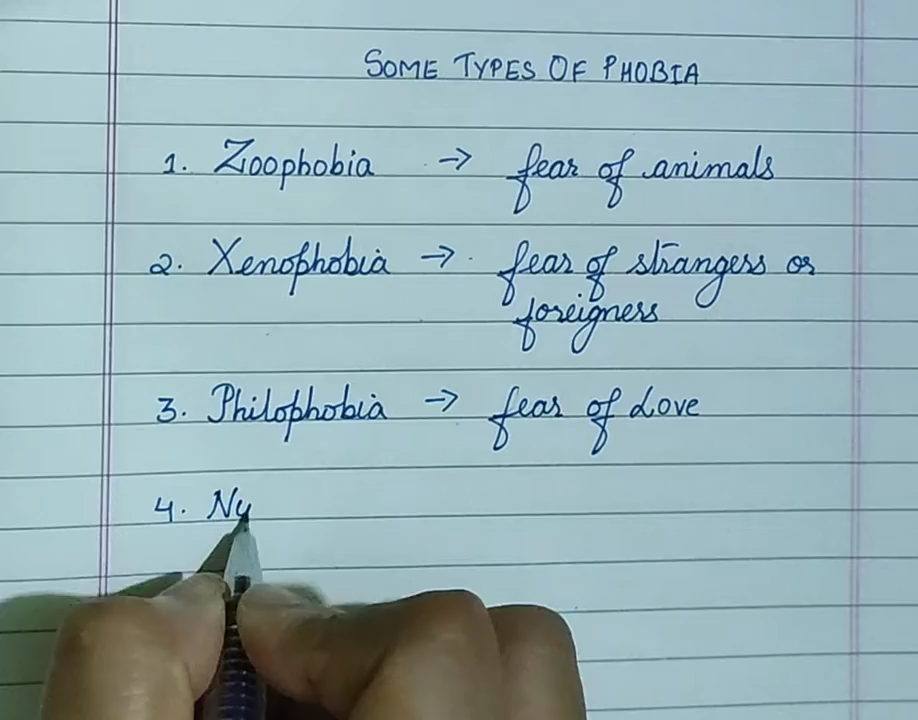 SOME TYPES OF PHOBIA
1. Zoophobia → fear of animals
2. Xenophobia → fear of strangess or
foreigness
3. Philophobia → fear of Love
4. Ny